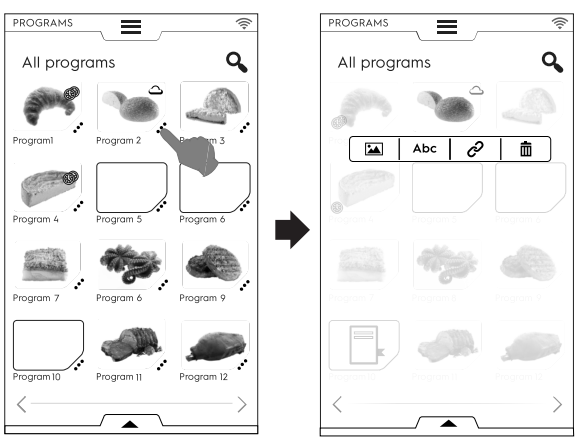 PROGRAMS
All programs
Program1
Program 2
m 3
Program 4
Program 5
Program 6
Program 7
Program 6
Program 9
Program 10
Program 11
Program 12
PROGRAMS
All programs
Abc